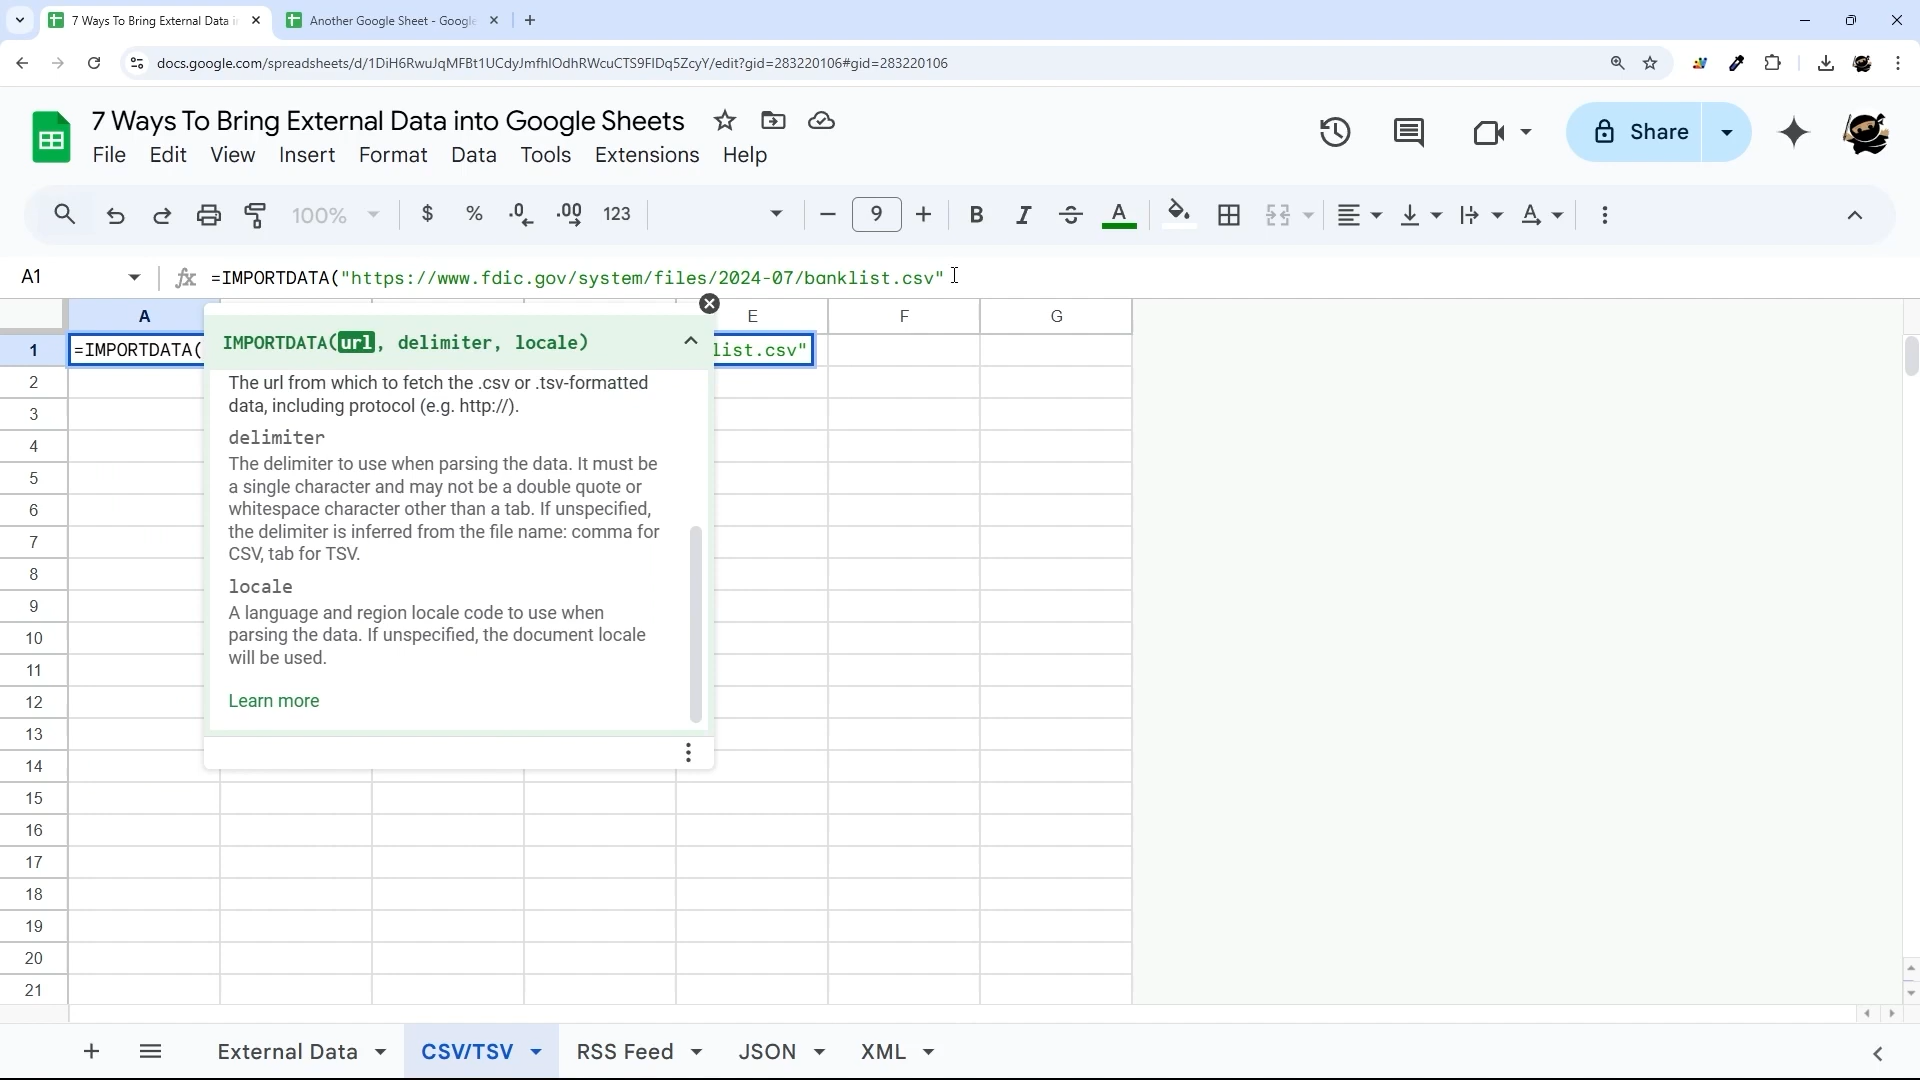 7 Ways To Bring External Data i
Another Google Sheet - Google
docs.google.com/spreadsheets/d/1DiH6RwuJqMFBt1UCdyJmfhIOdhRWcuCTS9FIDq5ZcyY/edit?gid=283220106#gid=283220106
7 Ways To Bring External Data into Google Sheets
File Edit View Insert Format Data Tools Extensions Help
Share
100% $ % .0 .00 123 9 B I S A A
A1 fx =IMPORTDATA("https://www.fdic.gov/system/files/2024-07/banklist.csv"
A E F G
1 =IMPORTDATA( list.csv"
IMPORTDATA(url, delimiter, locale)
2
The url from which to fetch the .csv or .tsv-formatted
data, including protocol (e.g. http://).
3
delimiter
4
The delimiter to use when parsing the data. It must be
5
a single character and may not be a double quote or
6
whitespace character other than a tab. If unspecified,
7
the delimiter is inferred from the file name: comma for
CSV, tab for TSV.
8
locale
9
A language and region locale code to use when
10
parsing the data. If unspecified, the document locale
11
will be used.
12
Learn more
13
14
15
16
17
18
19
20
21
External Data CSV/TSV RSS Feed JSON XML